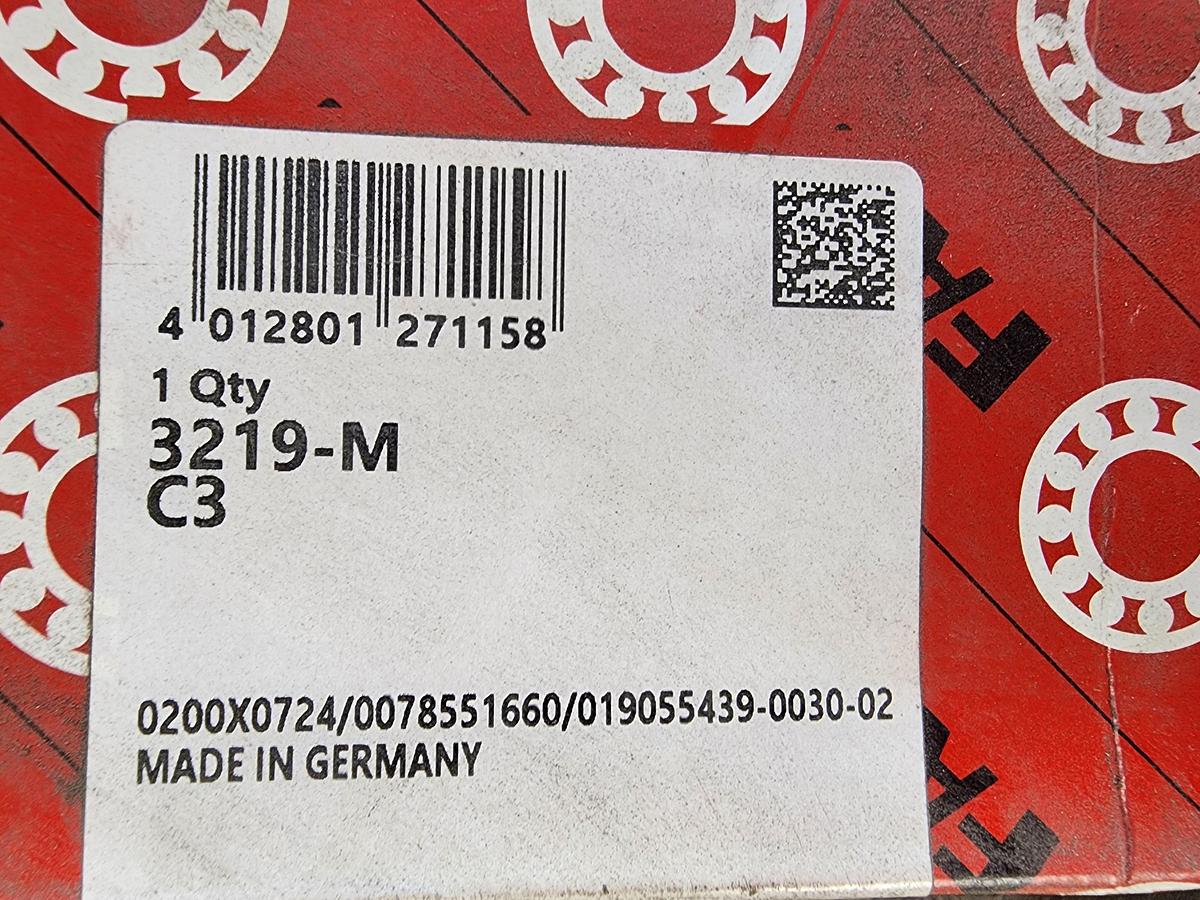 4 012801 271158
1 Qty
3219-M
C3
0200X0724/0078551660/019055439-0030-02
MADE IN GERMANY